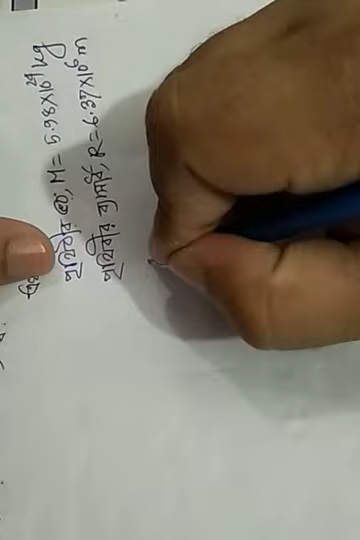 পৃথিবীর ভর, M = 5.98×10²⁴ kg
পৃথিবীর ব্যাসার্ধ, R = 6.37×10⁶ m